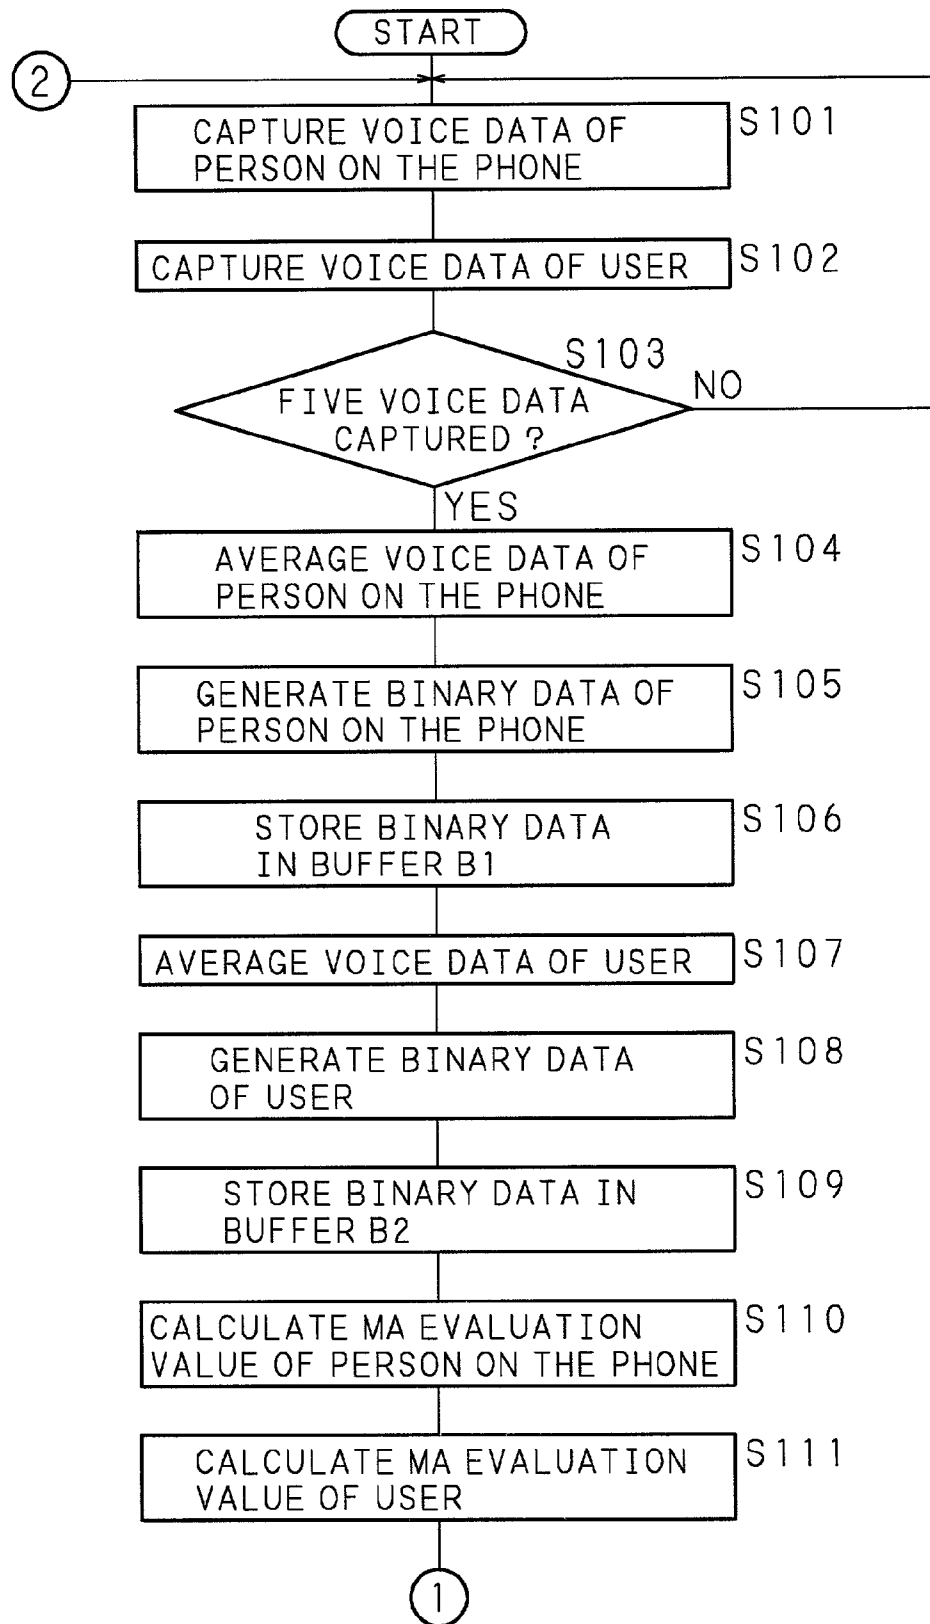 START
2
CAPTURE VOICE DATA OF
PERSON ON THE PHONE
S101
CAPTURE VOICE DATA OF USER
S102
S103
FIVE VOICE DATA
CAPTURED ?
NO
YES
AVERAGE VOICE DATA OF
PERSON ON THE PHONE
S104
GENERATE BINARY DATA OF
PERSON ON THE PHONE
S105
STORE BINARY DATA
IN BUFFER B1
S106
AVERAGE VOICE DATA OF USER
S107
GENERATE BINARY DATA
OF USER
S108
STORE BINARY DATA IN
BUFFER B2
S109
CALCULATE MA EVALUATION
VALUE OF PERSON ON THE PHONE
S110
CALCULATE MA EVALUATION
VALUE OF USER
S111
1